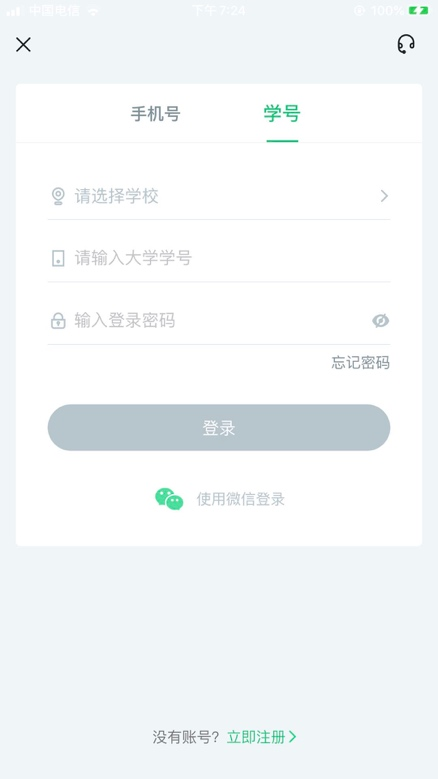 中国电信 下午7:24 100%
手机号 学号
请选择学校
请输入大学学号
输入登录密码
忘记密码
登录
使用微信登录
没有账号? 立即注册